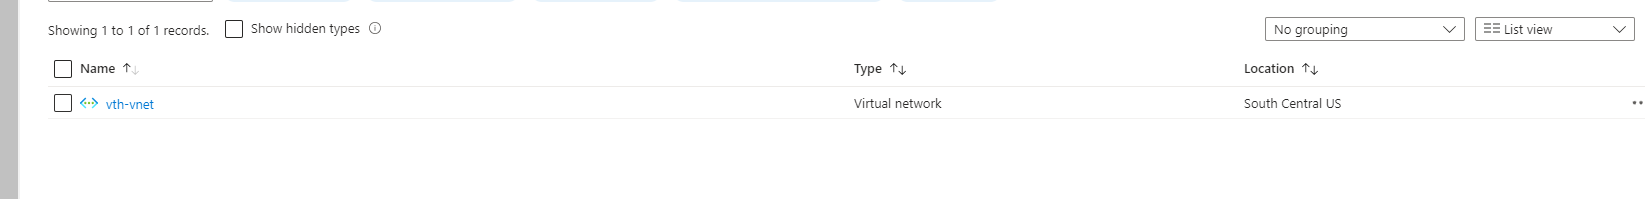 Showing 1 to 1 of 1 records. Show hidden types No grouping List view
Name Type Location
vth-vnet Virtual network South Central US